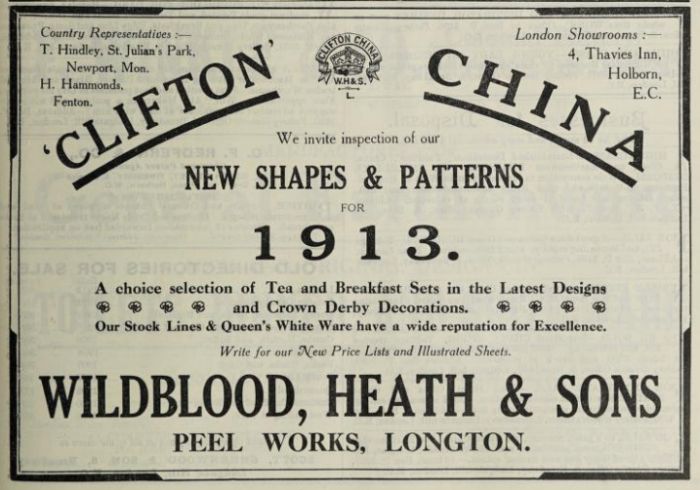 Country Representatives :—
T. Hindley, St. Julian's Park,
Newport, Mon.
H. Hammonds,
Fenton.
CLIFTON CHINA
W.H&S.
L.
London Showrooms :—
4, Thavies Inn,
Holborn,
E.C.
'CLIFTON' CHINA
We invite inspection of our
NEW SHAPES & PATTERNS
FOR
1913.
A choice selection of Tea and Breakfast Sets in the Latest Designs
and Crown Derby Decorations.
Our Stock Lines & Queen's White Ware have a wide reputation for Excellence.
Write for our New Price Lists and Illustrated Sheets.
WILDBLOOD, HEATH & SONS
PEEL WORKS, LONGTON.